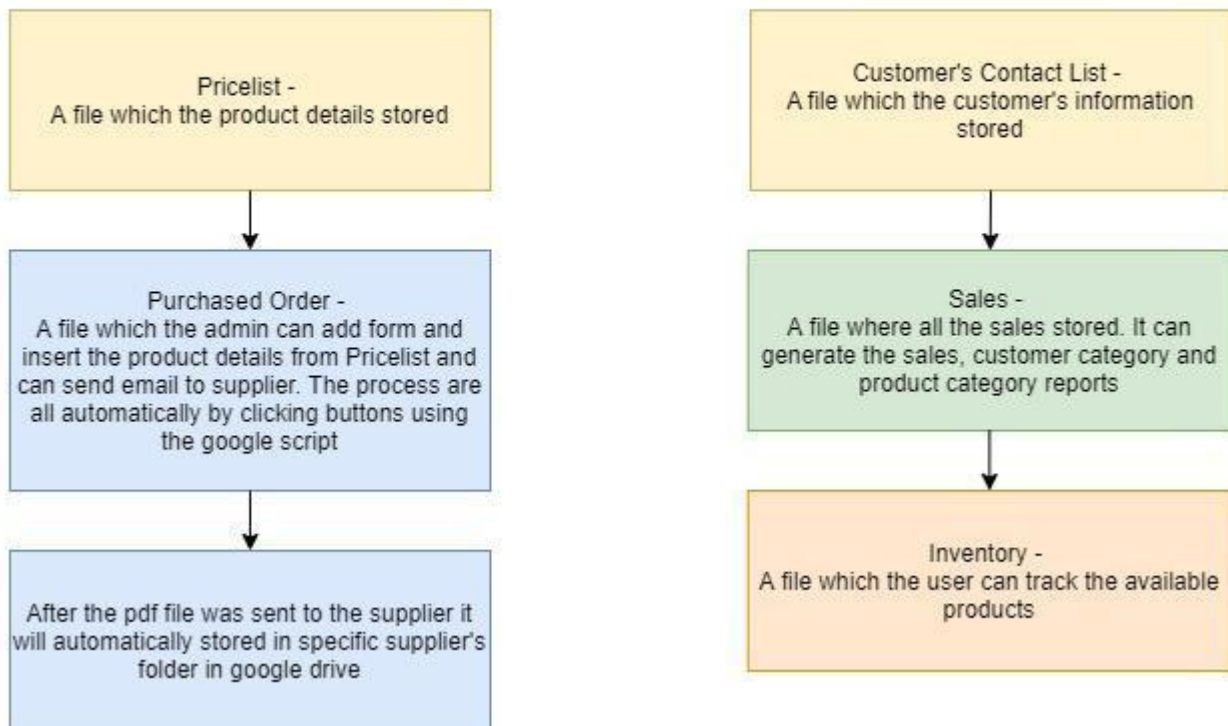 Pricelist -
A file which the product details stored
Purchased Order -
A file which the admin can add form and
insert the product details from Pricelist and
can send email to supplier. The process are
all automatically by clicking buttons using
the google script
After the pdf file was sent to the supplier it
will automatically stored in specific supplier's
folder in google drive
Customer's Contact List -
A file which the customer's information
stored
Sales -
A file where all the sales stored. It can
generate the sales, customer category and
product category reports
Inventory -
A file which the user can track the available
products